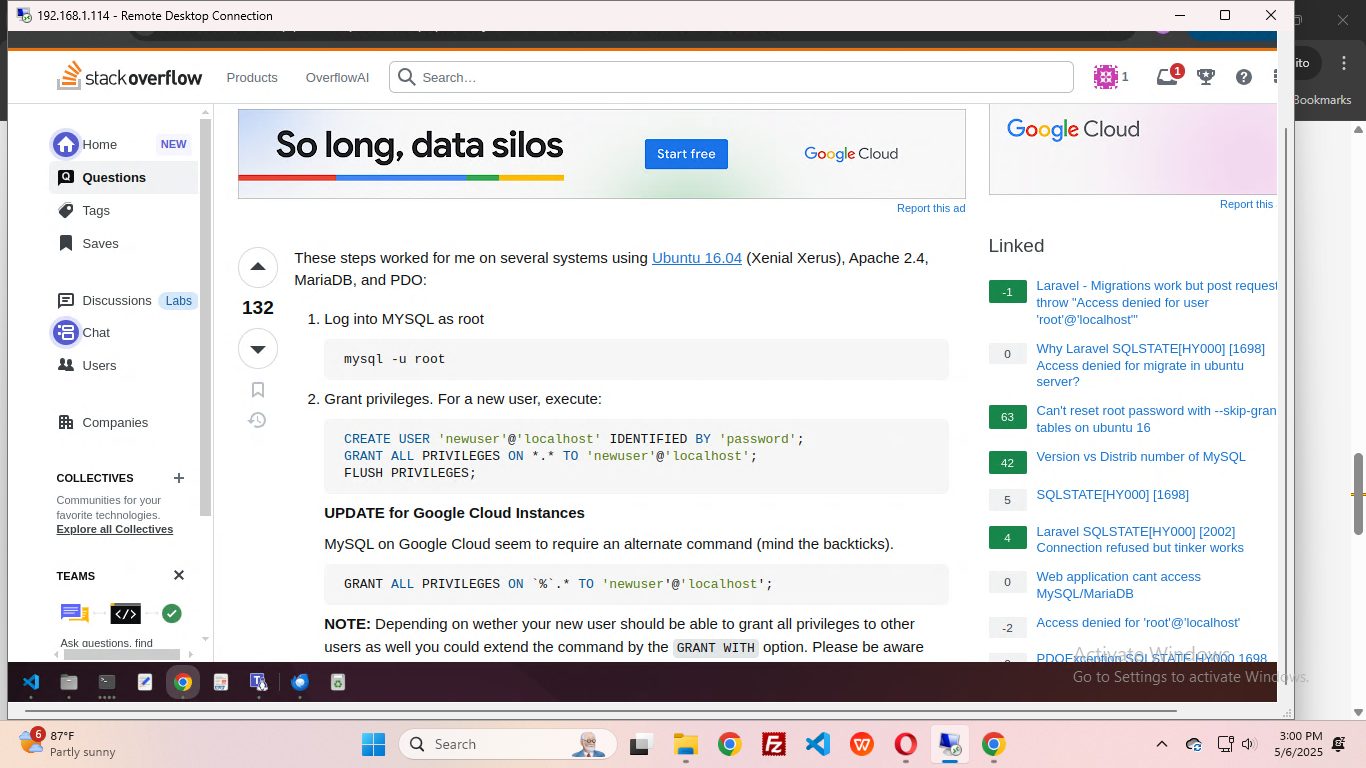 192.168.1.114 - Remote Desktop Connection
ito
Bookmarks
stackoverflow
Products
OverflowAI
Search…
1
1
Home
NEW
Questions
Tags
Saves
Discussions
Labs
Chat
Users
Companies
COLLECTIVES
Communities for your
favorite technologies.
Explore all Collectives
TEAMS
Ask questions, find
So long, data silos
Start free
Google Cloud
Report this ad
These steps worked for me on several systems using Ubuntu 16.04 (Xenial Xerus), Apache 2.4,
MariaDB, and PDO:
132
1. Log into MYSQL as root
mysql -u root
2. Grant privileges. For a new user, execute:
CREATE USER 'newuser'@'localhost' IDENTIFIED BY 'password';
GRANT ALL PRIVILEGES ON *.* TO 'newuser'@'localhost';
FLUSH PRIVILEGES;
UPDATE for Google Cloud Instances
MySQL on Google Cloud seem to require an alternate command (mind the backticks).
GRANT ALL PRIVILEGES ON `%`.* TO 'newuser'@'localhost';
NOTE: Depending on wether your new user should be able to grant all privileges to other
users as well you could extend the command by the GRANT WITH option. Please be aware
Google Cloud
Report this
Linked
-1
Laravel - Migrations work but post request
throw "Access denied for user
'root'@'localhost'"
0
Why Laravel SQLSTATE[HY000] [1698]
Access denied for migrate in ubuntu
server?
63
Can't reset root password with --skip-gran
tables on ubuntu 16
42
Version vs Distrib number of MySQL
5
SQLSTATE[HY000] [1698]
4
Laravel SQLSTATE[HY000] [2002]
Connection refused but tinker works
0
Web application cant access
MySQL/MariaDB
-2
Access denied for 'root'@'localhost'
PDOException SQLSTATE HY000 1698
Activate Windows
Go to Settings to activate Windows.
6
87°F
Partly sunny
Search
3:00 PM
5/6/2025